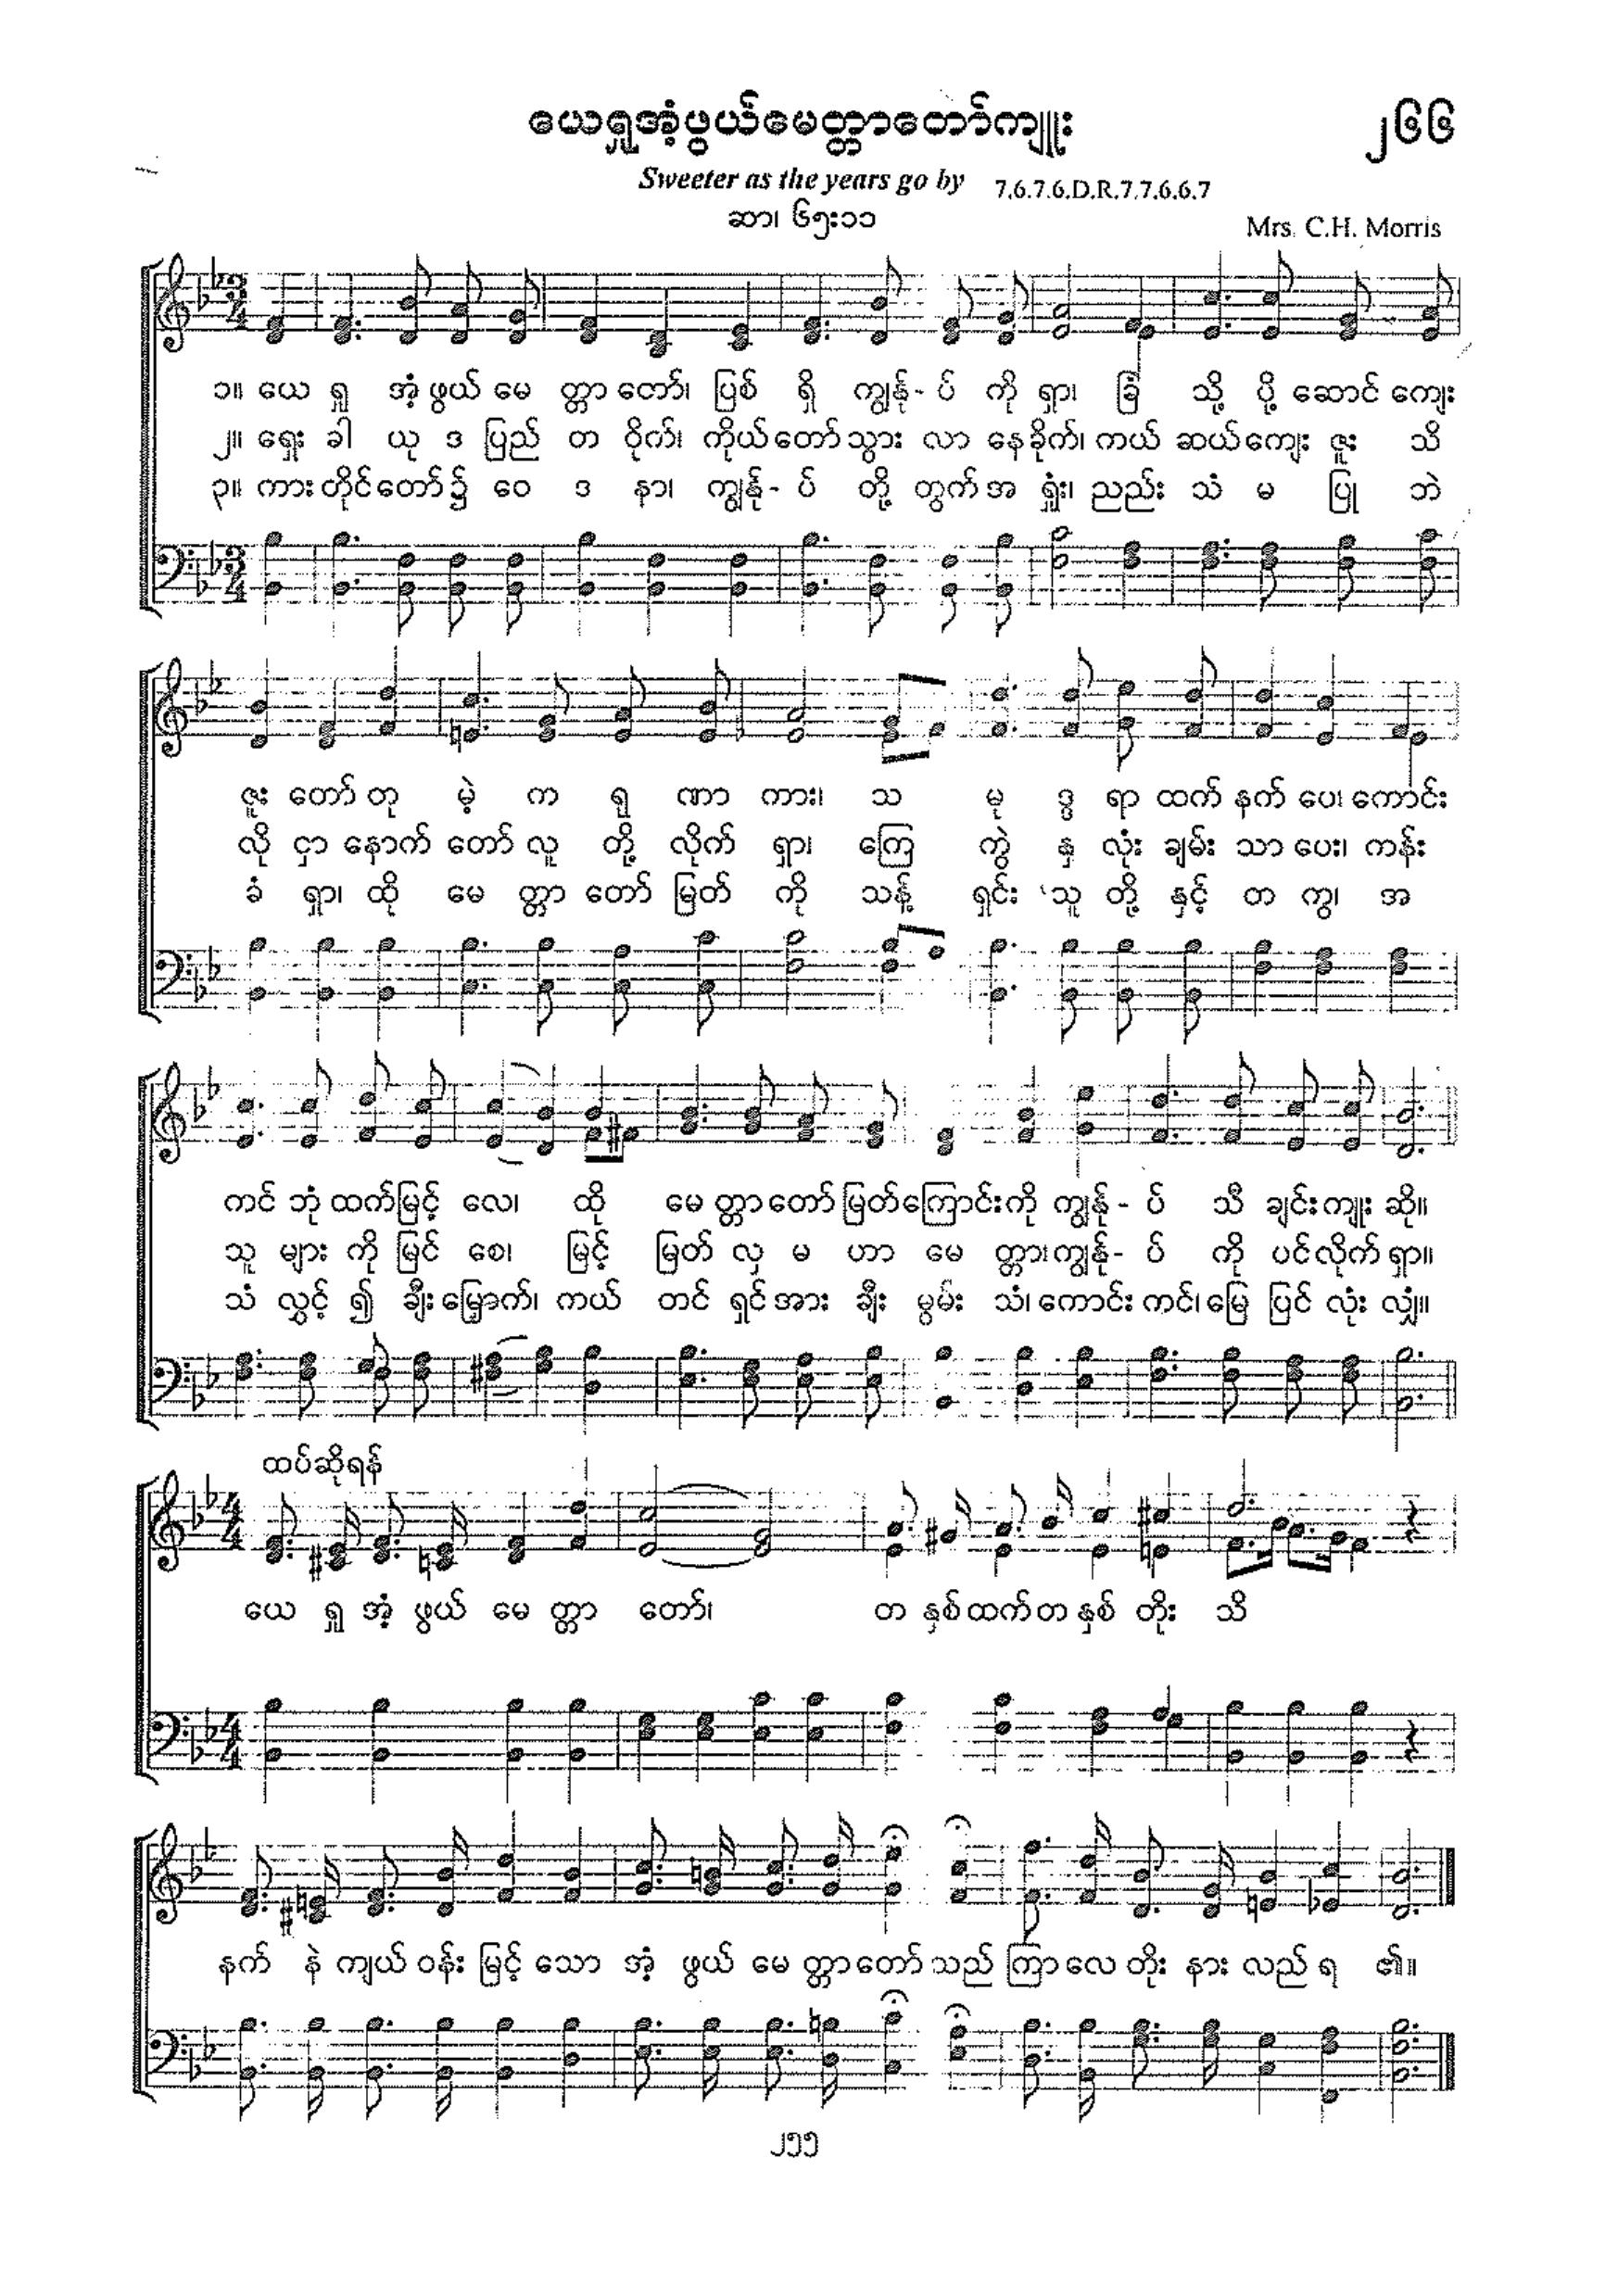 ယေရှုအံ့ဖွယ်မေတ္တာတော်ကျူး ၂၆၆
Sweeter as the years go by 7.6.7.6.D.R.7.7.6.6.7
ဆာ၊ ၆၅း၁၁
Mrs. C.H. Morris
၁။ ယေ ရှု အံ့ ဖွယ် မေ တ္တာ တော်၊ ပြစ် ရှိ ကျွန်ုပ် ကို ရှာ၊ ခြံ သို့ ပို့ ဆောင် ကျေး
၂။ ရှေး ခါ ယု ဒ ပြည် တ ဝိုက်၊ ကိုယ် တော် သွား လာ နေ ခိုက်၊ ကယ် ဆယ် ကျေး ဇူး သိ
၃။ ကား တိုင် တော် ၌ ဝေ ဒ နာ၊ ကျွန်ုပ် တို့ တွက် အ ရှုံး၊ ညည်း သံ မ ပြု ဘဲ
ဇူး တော် တု မဲ့ က ရု ဏာ ကား၊ သ မု ဒ္ဒ ရာ ထက် နက် ပေ၊ ကောင်း
လို ငှာ နောက် တော် လူ တို့ လိုက် ရှာ၊ ကြေ ကွဲ နှ လုံး ချမ်း သာ ပေး၊ ကန်း
ခံ ရှာ၊ ထို မေ တ္တာ တော် မြတ် ကို သန့် ရှင်း သူ တို့ နှင့် တ ကွ၊ အ
ကင် ဘုံ ထက် မြင့် လေ၊ ထို မေ တ္တာ တော် မြတ် ကြောင်း ကို ကျွန်ုပ် သီ ချင်း ကျူး ဆို။
သူ များ ကို မြင် စေ၊ မြင့် မြတ် လှ မ ဟာ မေ တ္တာ၊ ကျွန်ုပ် ကို ပင် လိုက် ရှာ။
သံ လွှင့် ၍ ချီး မြှောက်၊ ကယ် တင် ရှင် အား ချီး မွမ်း သံ၊ ကောင်း ကင်၊ မြေ ပြင် လုံး လျှံ။
ထပ်ဆိုရန်
ယေ ရှု အံ့ ဖွယ် မေ တ္တာ တော်၊ တ နှစ် ထက် တ နှစ် တိုး သိ
နက် နဲ ကျယ် ဝန်း မြင့် သော အံ့ ဖွယ် မေ တ္တာ တော် သည် ကြာ လေ တိုး နား လည် ရ ၏။
၂၅၅